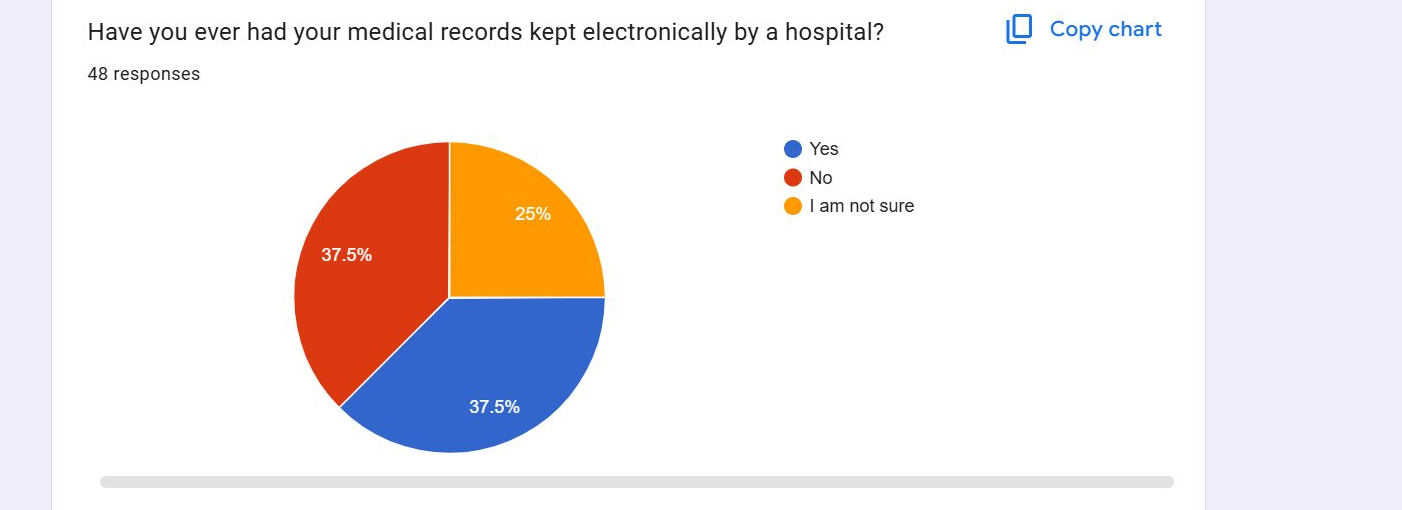 Have you ever had your medical records kept electronically by a hospital?
Copy chart
48 responses
Yes
No
I am not sure
25%
37.5%
37.5%